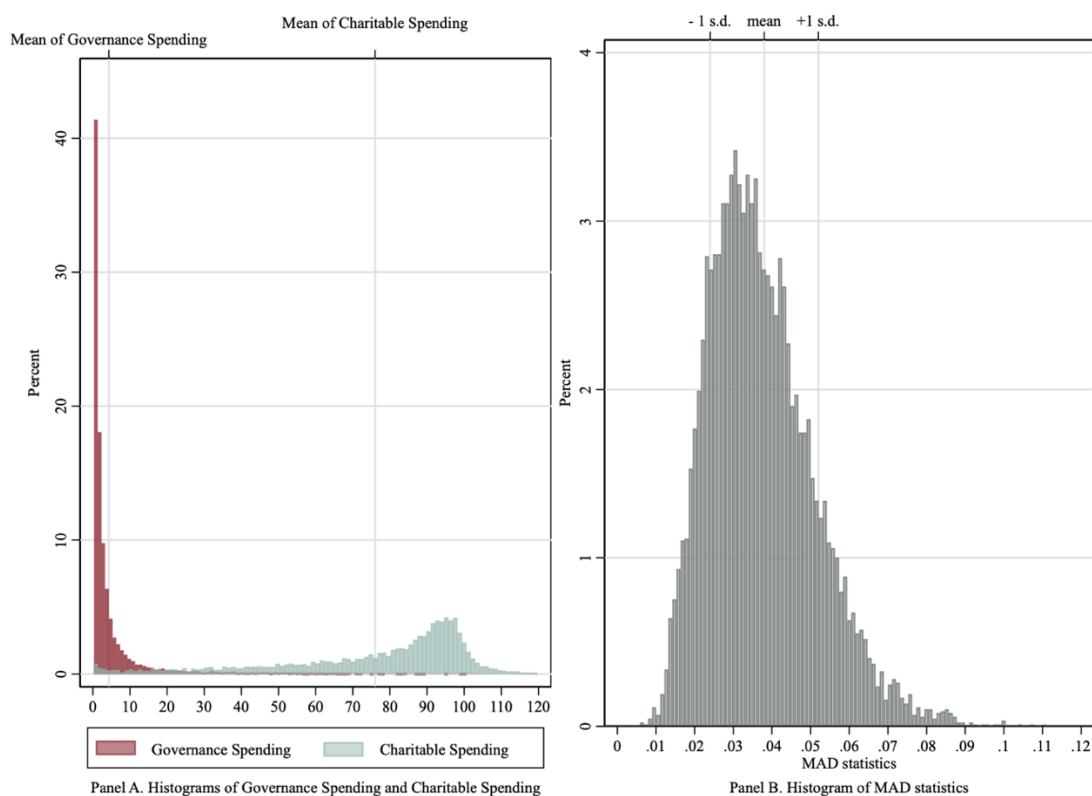 Mean of Charitable Spending
Mean of Governance Spending
Percent
40
30
20
10
0
0 10 20 30 40 50 60 70 80 90 100 110 120
Governance Spending Charitable Spending
Panel A. Histograms of Governance Spending and Charitable Spending
- 1 s.d. mean +1 s.d.
Percent
4
3
2
1
0
0 .01 .02 .03 .04 .05 .06 .07 .08 .09 .1 .11 .12
MAD statistics
Panel B. Histogram of MAD statistics